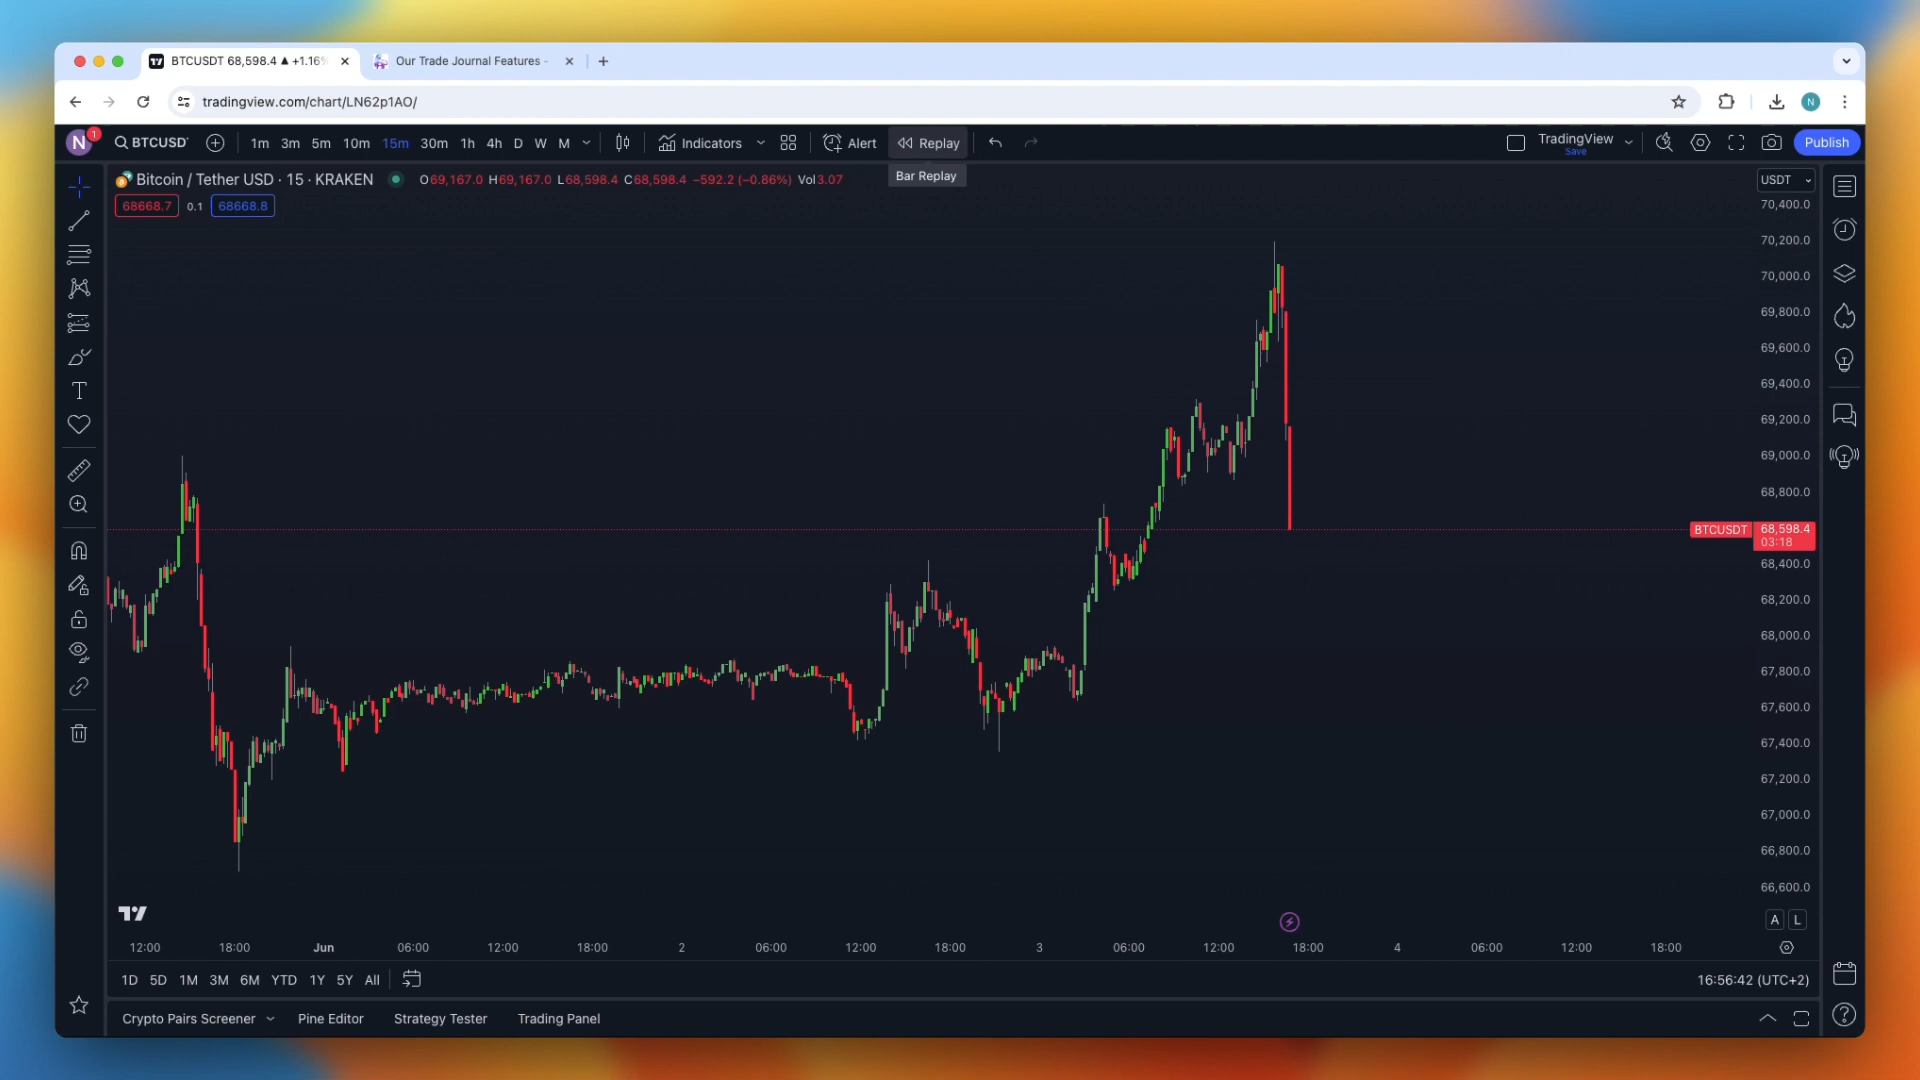 BTCUSDT 68,598.4 ▲ +1.16%
Our Trade Journal Features -
tradingview.com/chart/LN62p1AO/
N
N 1
BTCUSDT
1m 3m 5m 10m 15m 30m 1h 4h D W M
Indicators
Alert
Replay
TradingView
Save
Publish
Bar Replay
Bitcoin / Tether USD · 15 · KRAKEN
O69,167.0 H69,167.0 L68,598.4 C68,598.4 −592.2 (−0.86%) Vol3.07
USDT
68668.7 0.1 68668.8
70,400.0
70,200.0
70,000.0
69,800.0
69,600.0
69,400.0
69,200.0
69,000.0
68,800.0
BTCUSDT 68,598.4
03:18
68,400.0
68,200.0
68,000.0
67,800.0
67,600.0
67,400.0
67,200.0
67,000.0
66,800.0
66,600.0
A L
12:00 18:00 Jun 06:00 12:00 18:00 2 06:00 12:00 18:00 3 06:00 12:00 18:00 4 06:00 12:00 18:00
1D 5D 1M 3M 6M YTD 1Y 5Y All
16:56:42 (UTC+2)
Crypto Pairs Screener Pine Editor Strategy Tester Trading Panel